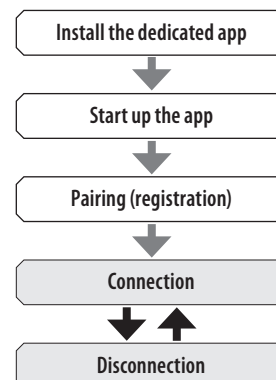 Install the dedicated app
Start up the app
Pairing (registration)
Connection
Disconnection